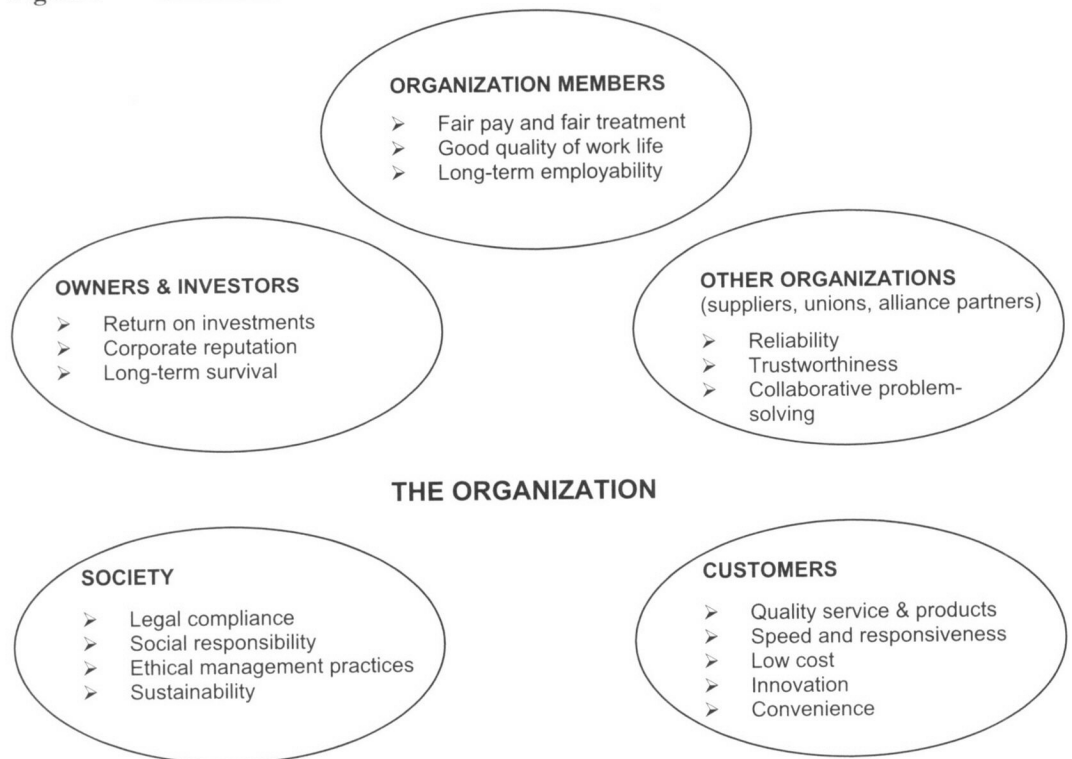 ORGANIZATION MEMBERS
➢ Fair pay and fair treatment
➢ Good quality of work life
➢ Long-term employability
OWNERS & INVESTORS
➢ Return on investments
➢ Corporate reputation
➢ Long-term survival
OTHER ORGANIZATIONS
(suppliers, unions, alliance partners)
➢ Reliability
➢ Trustworthiness
➢ Collaborative problem-
solving
THE ORGANIZATION
SOCIETY
➢ Legal compliance
➢ Social responsibility
➢ Ethical management practices
➢ Sustainability
CUSTOMERS
➢ Quality service & products
➢ Speed and responsiveness
➢ Low cost
➢ Innovation
➢ Convenience